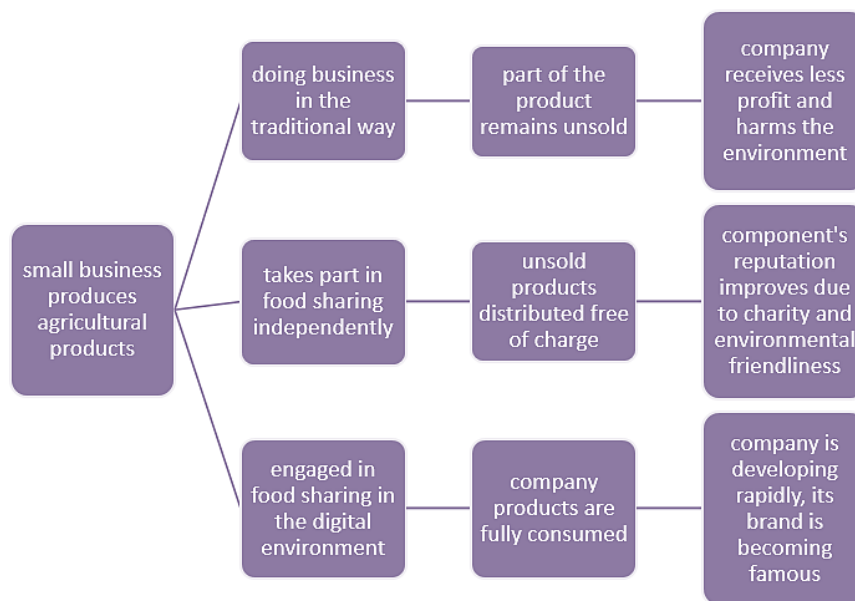 small business
produces
agricultural
products
doing business
in the
traditional way
part of the
product
remains unsold
company
receives less
profit and
harms the
environment
takes part in
food sharing
independently
unsold
products
distributed free
of charge
component's
reputation
improves due
to charity and
environmental
friendliness
engaged in
food sharing in
the digital
environment
company
products are
fully consumed
company is
developing
rapidly, its
brand is
becoming
famous